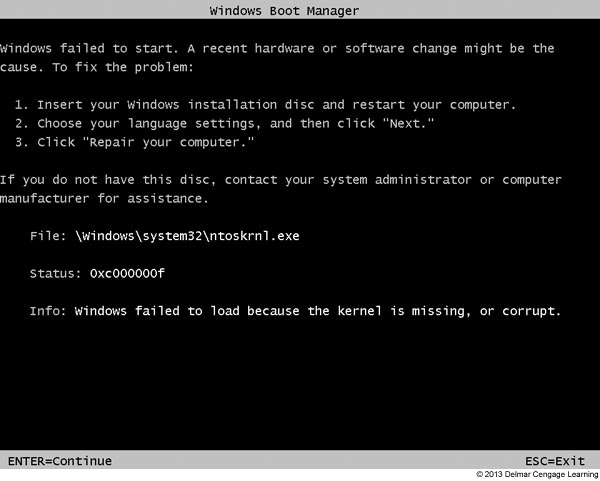 Windows Boot Manager
Windows failed to start. A recent hardware or software change might be the
cause. To fix the problem:
1. Insert your Windows installation disc and restart your computer.
2. Choose your language settings, and then click "Next."
3. Click "Repair your computer."
If you do not have this disc, contact your system administrator or computer
manufacturer for assistance.
File: \Windows\system32\ntoskrnl.exe
Status: 0xc000000f
Info: Windows failed to load because the kernel is missing, or corrupt.
ENTER=Continue ESC=Exit
© 2013 Delmar Cengage Learning